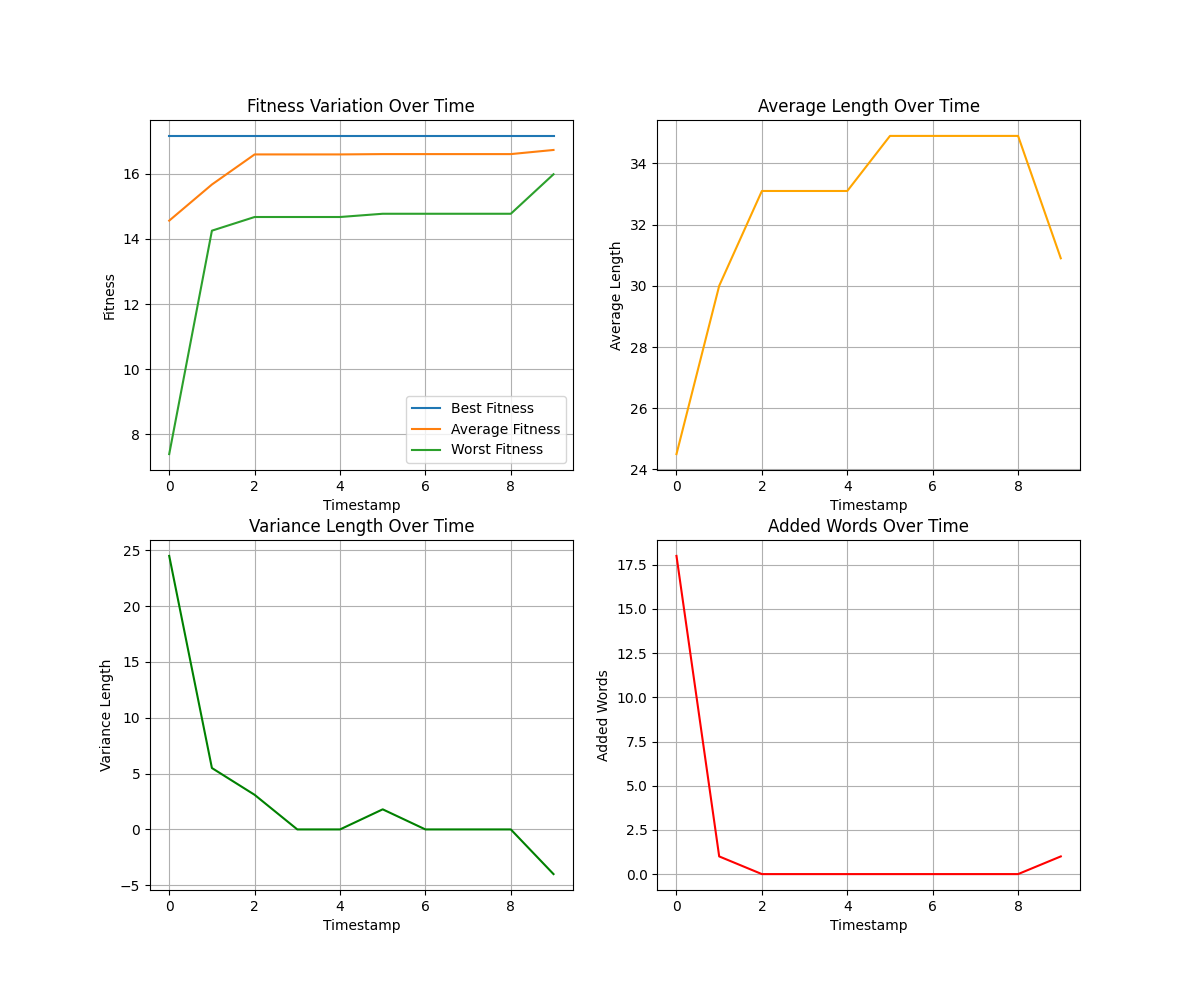 Fitness Variation Over Time
16
14
12
10
8
Fitness
Best Fitness
Average Fitness
Worst Fitness
0 2 4 6 8
Timestamp
Average Length Over Time
34
32
30
28
26
24
Average Length
0 2 4 6 8
Timestamp
Variance Length Over Time
25
20
15
10
5
0
−5
Variance Length
0 2 4 6 8
Timestamp
Added Words Over Time
17.5
15.0
12.5
10.0
7.5
5.0
2.5
0.0
Added Words
0 2 4 6 8
Timestamp